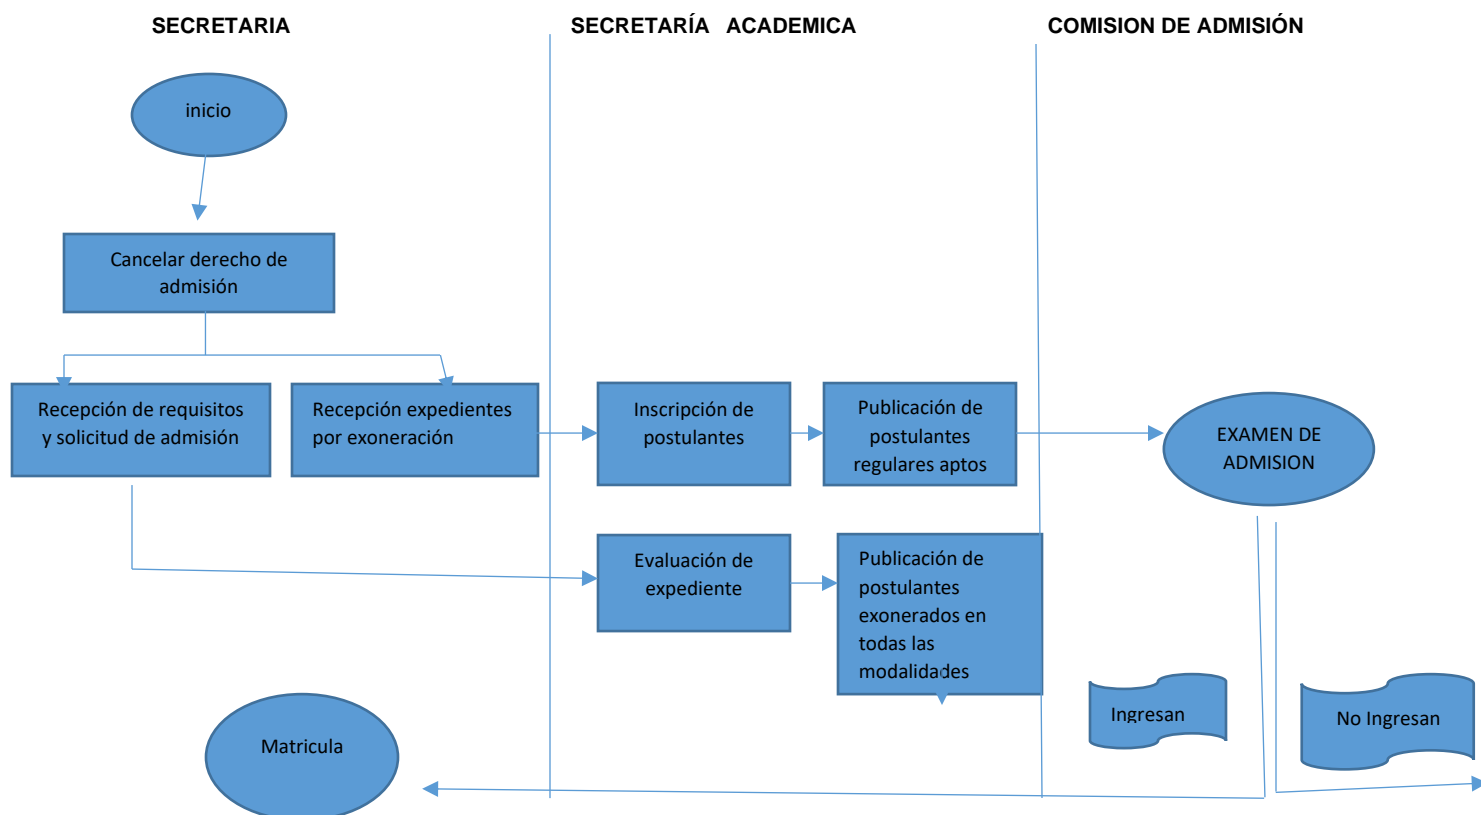 SECRETARIA
SECRETARÍA ACADEMICA
COMISION DE ADMISIÓN
inicio
Cancelar derecho de
admisión
Recepción de requisitos
y solicitud de admisión
Recepción expedientes
por exoneración
Inscripción de
postulantes
Publicación de
postulantes
regulares aptos
EXAMEN DE
ADMISION
Evaluación de
expediente
Publicación de
postulantes
exonerados en
todas las
modalidades
Ingresan
No Ingresan
Matricula